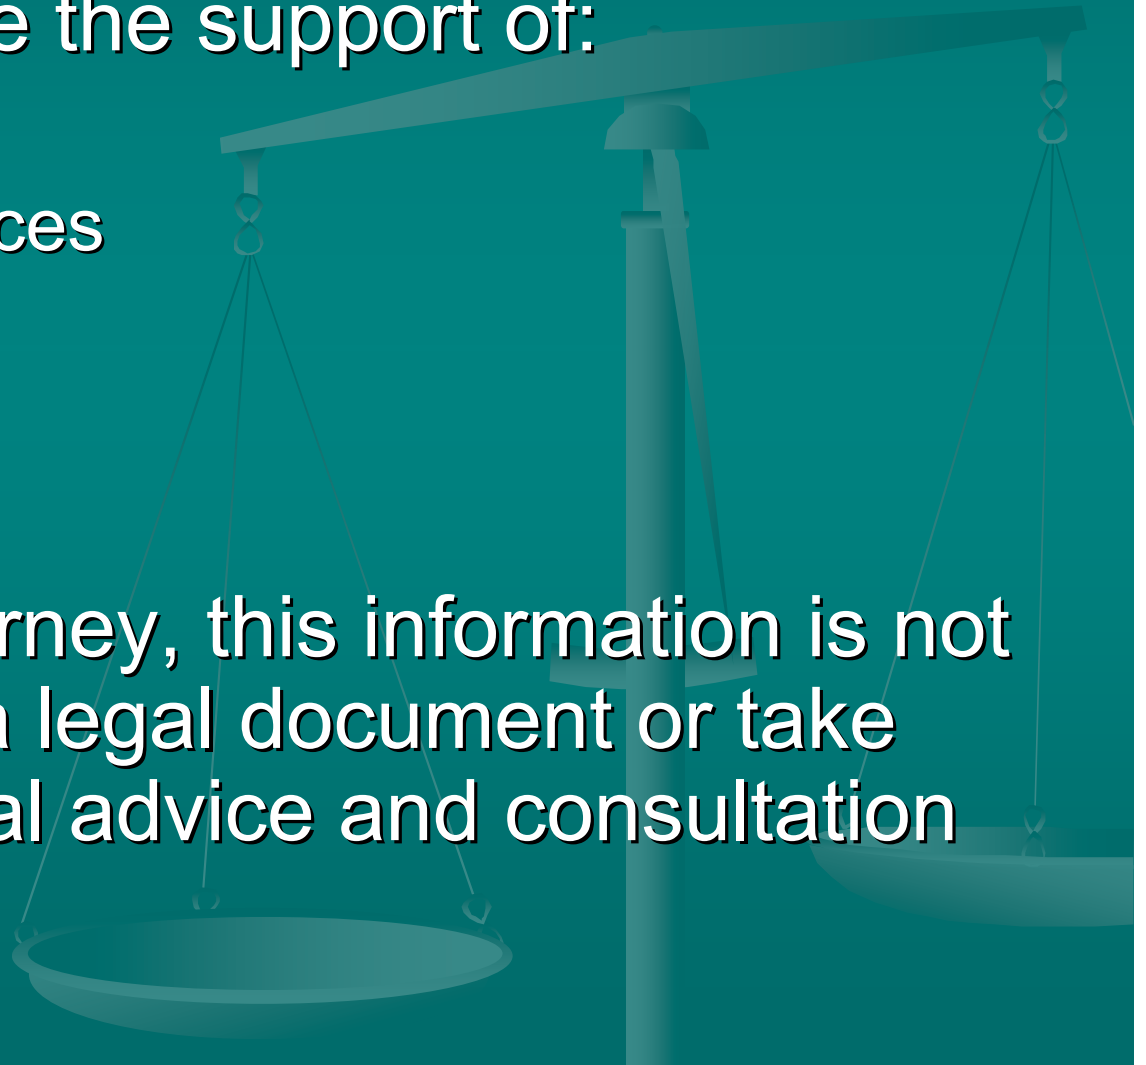 e the support of:
ces
rney, this information is not
a legal document or take
al advice and consultation